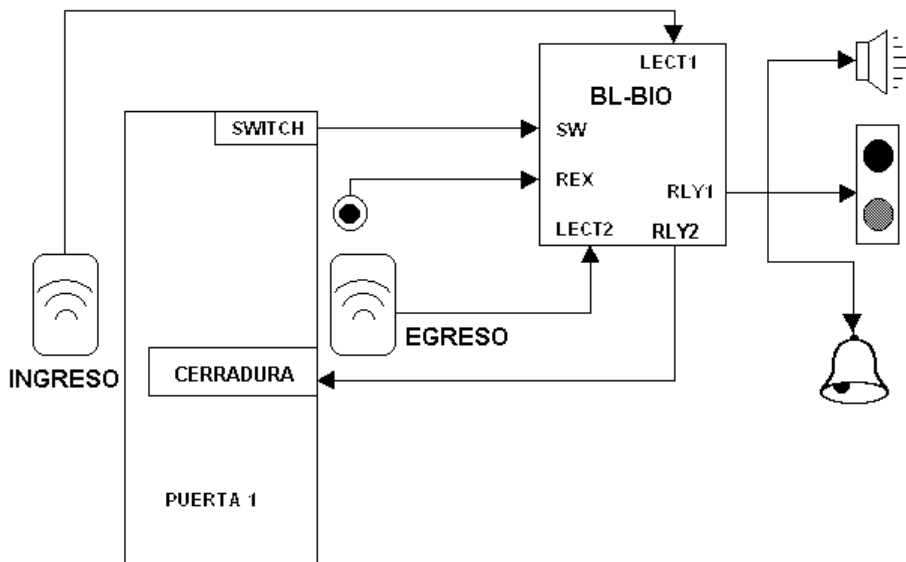 LECT1
BL-BIO
SWITCH
SW
REX
RLY1
LECT2
RLY2
EGRESO
INGRESO
CERRADURA
PUERTA 1